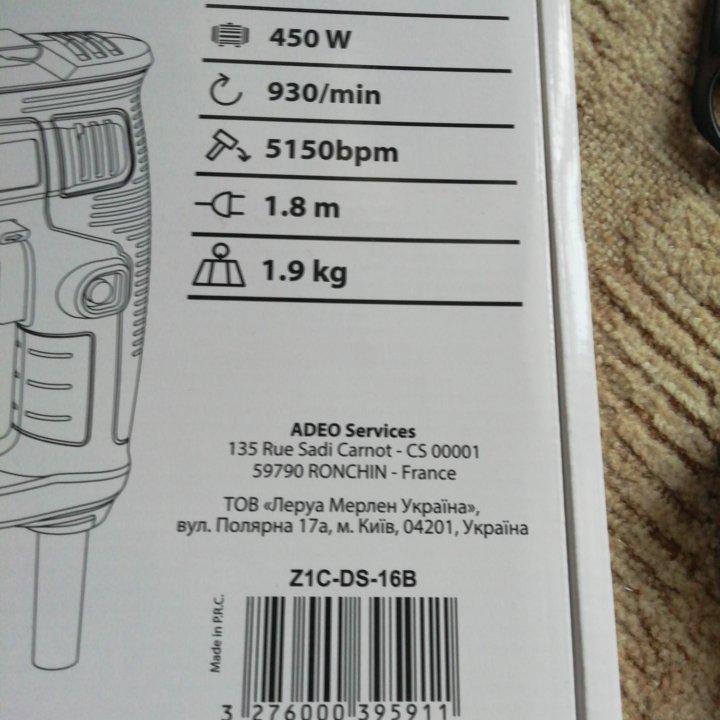 450 W
930/min
5150bpm
1.8 m
1.9 kg
ADEO Services
135 Rue Sadi Carnot - CS 00001
59790 RONCHIN - France
ТОВ «Леруа Мерлен Україна»,
вул. Полярна 17а, м. Київ, 04201, Україна
Z1C-DS-16B
Made in P.R.C.
3 276000 395911